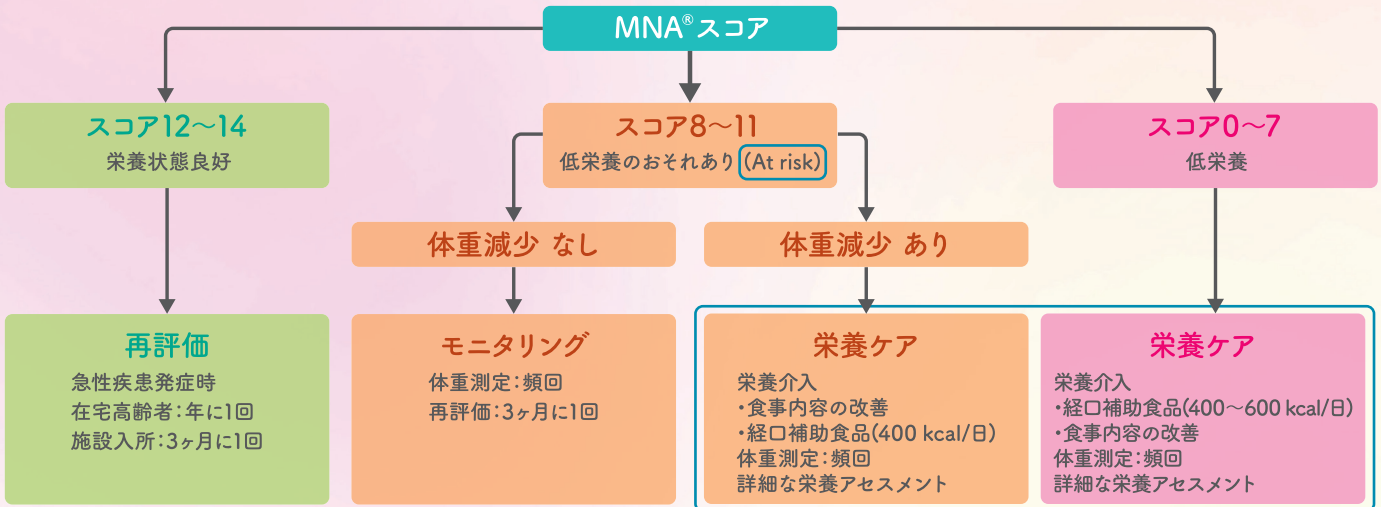 MNA®スコア
スコア12〜14
栄養状態良好
スコア8〜11
低栄養のおそれあり(At risk)
スコア0〜7
低栄養
体重減少 なし
体重減少 あり
再評価
急性疾患発症時
在宅高齢者:年に1回
施設入所:3ヶ月に1回
モニタリング
体重測定:頻回
再評価:3ヶ月に1回
栄養ケア
栄養介入
・食事内容の改善
・経口補助食品(400 kcal/日)
体重測定:頻回
詳細な栄養アセスメント
栄養ケア
栄養介入
・経口補助食品(400〜600 kcal/日)
・食事内容の改善
体重測定:頻回
詳細な栄養アセスメント